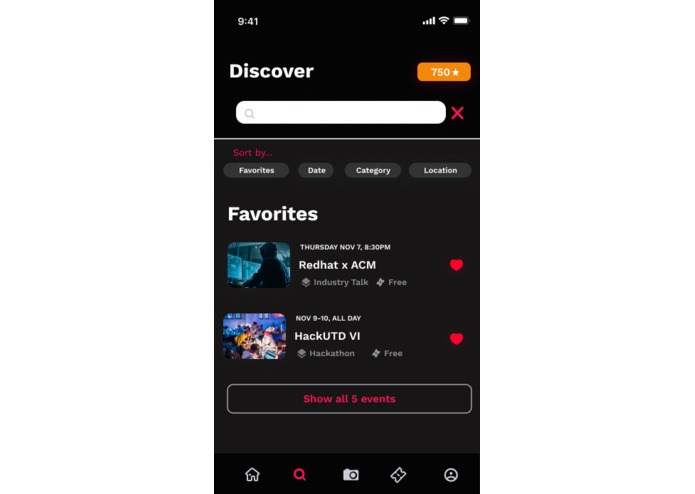 9:41
Discover
750 ★
Sort by...
Favorites Date Category Location
Favorites
THURSDAY NOV 7, 8:30PM
Redhat x ACM
Industry Talk Free
NOV 9-10, ALL DAY
HackUTD VI
Hackathon Free
Show all 5 events